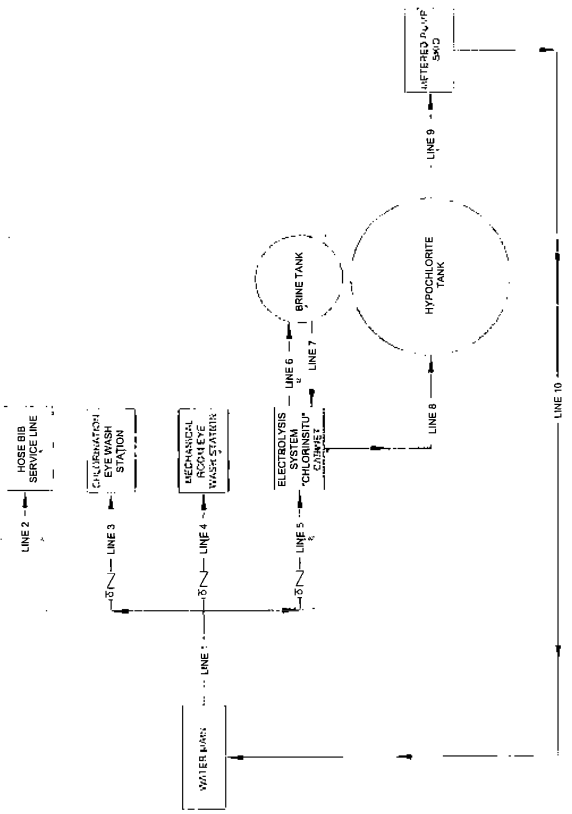 HOSE BIB
SERVICE LINE
LINE 2
CHLORINATION
EYE WASH
STATION
LINE 3
MECHANICAL
ROOM EYE
WASH STATION
LINE 4
ELECTROLYSIS
SYSTEM
"CHLORINSITU"
CABINET
LINE 5
WATER MAIN
LINE 1
LINE 6
LINE 7
BRINE TANK
LINE 8
HYPOCHLORITE
TANK
LINE 9
METERED PUMP
SKID
LINE 10